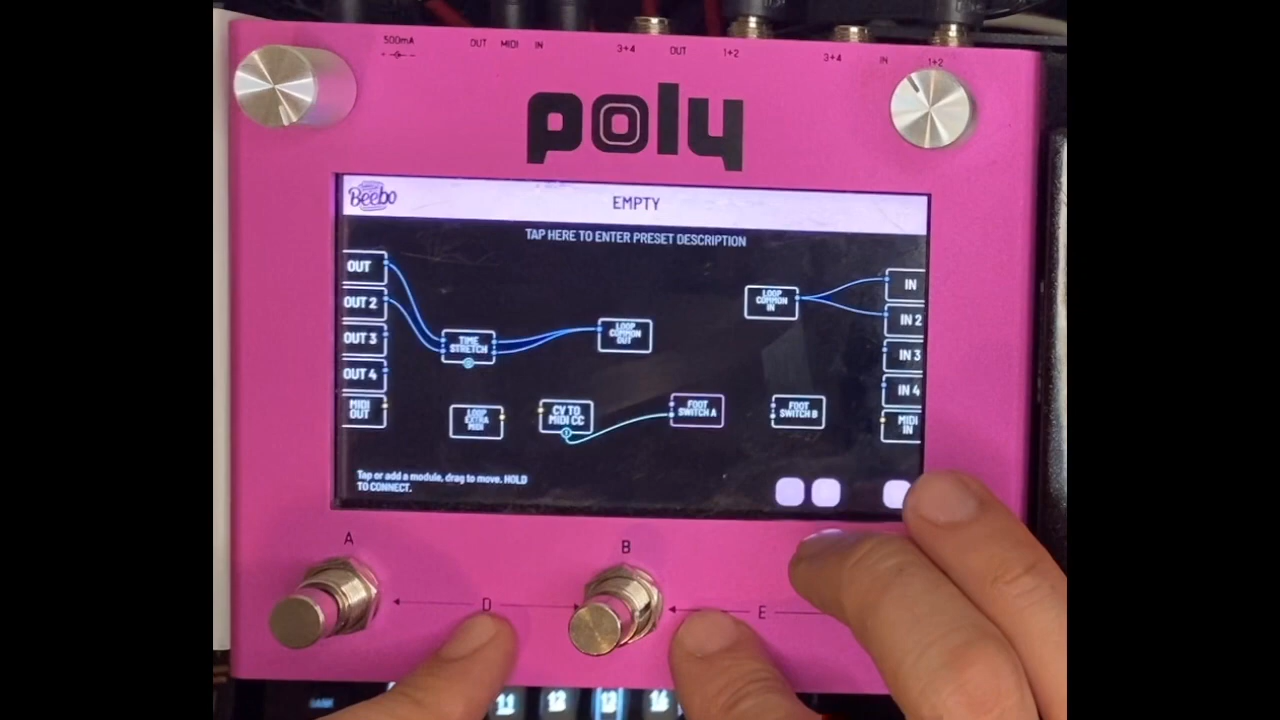 500mA
OUT MIDI IN
3+4 OUT 1+2
3+4 IN 1+2
poly
Beebo
EMPTY
TAP HERE TO ENTER PRESET DESCRIPTION
OUT
OUT 2
OUT 3
OUT 4
MIDI
OUT
TIME
STRETCH
LOOP
COMMON
OUT
LOOP
COMMON
IN
IN
IN 2
IN 3
IN 4
MIDI
IN
LOOP
EXTRA
MIDI
CV TO
MIDI CC
FOOT
SWITCH A
FOOT
SWITCH B
Tap or add a module, drag to move. HOLD
TO CONNECT.
A
B
D
E
11 12 13